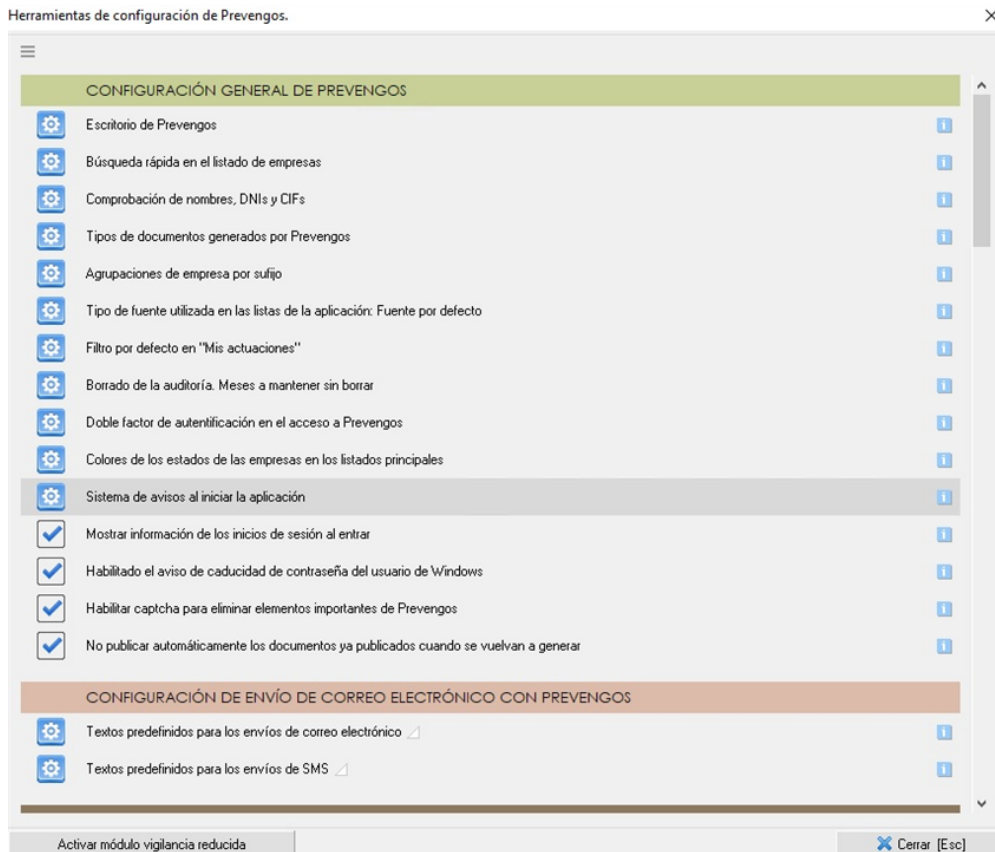 Herramientas de configuración de Prevengos.
CONFIGURACIÓN GENERAL DE PREVENGOS
Escritorio de Prevengos
Búsqueda rápida en el listado de empresas
Comprobación de nombres, DNIs y CIFs
Tipos de documentos generados por Prevengos
Agrupaciones de empresa por sufijo
Tipo de fuente utilizada en las listas de la aplicación: Fuente por defecto
Filtro por defecto en "Mis actuaciones"
Borrado de la auditoría. Meses a mantener sin borrar
Doble factor de autentificación en el acceso a Prevengos
Colores de los estados de las empresas en los listados principales
Sistema de avisos al iniciar la aplicación
Mostrar información de los inicios de sesión al entrar
Habilitado el aviso de caducidad de contraseña del usuario de Windows
Habilitar captcha para eliminar elementos importantes de Prevengos
No publicar automáticamente los documentos ya publicados cuando se vuelvan a generar
CONFIGURACIÓN DE ENVÍO DE CORREO ELECTRÓNICO CON PREVENGOS
Textos predefinidos para los envíos de correo electrónico
Textos predefinidos para los envíos de SMS
Activar módulo vigilancia reducida
Cerrar [Esc]